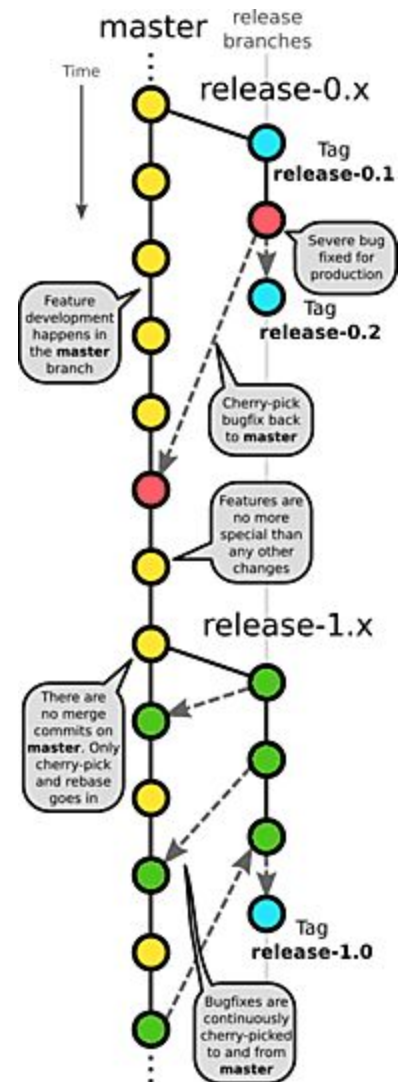 master
release
branches
Time
release-0.x
Tag
release-0.1
Severe bug
fixed for
production
Feature
development
happens in
the master
branch
Tag
release-0.2
Cherry-pick
bugfix back
to master
Features are
no more
special than
any other
changes
release-1.x
There are
no merge
commits on
master. Only
cherry-pick
and rebase
goes in
Tag
release-1.0
Bugfixes are
continuously
cherry-picked
to and from
master